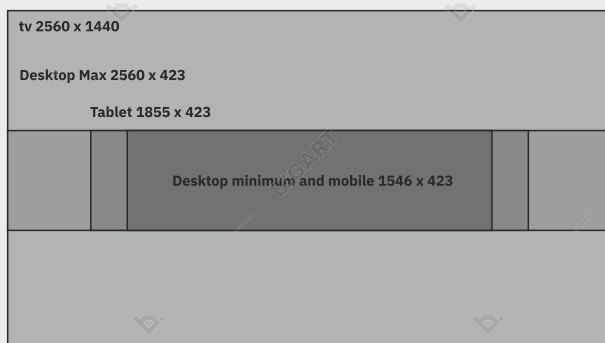 tv 2560 x 1440
Desktop Max 2560 x 423
Tablet 1855 x 423
Desktop minimum and mobile 1546 x 423